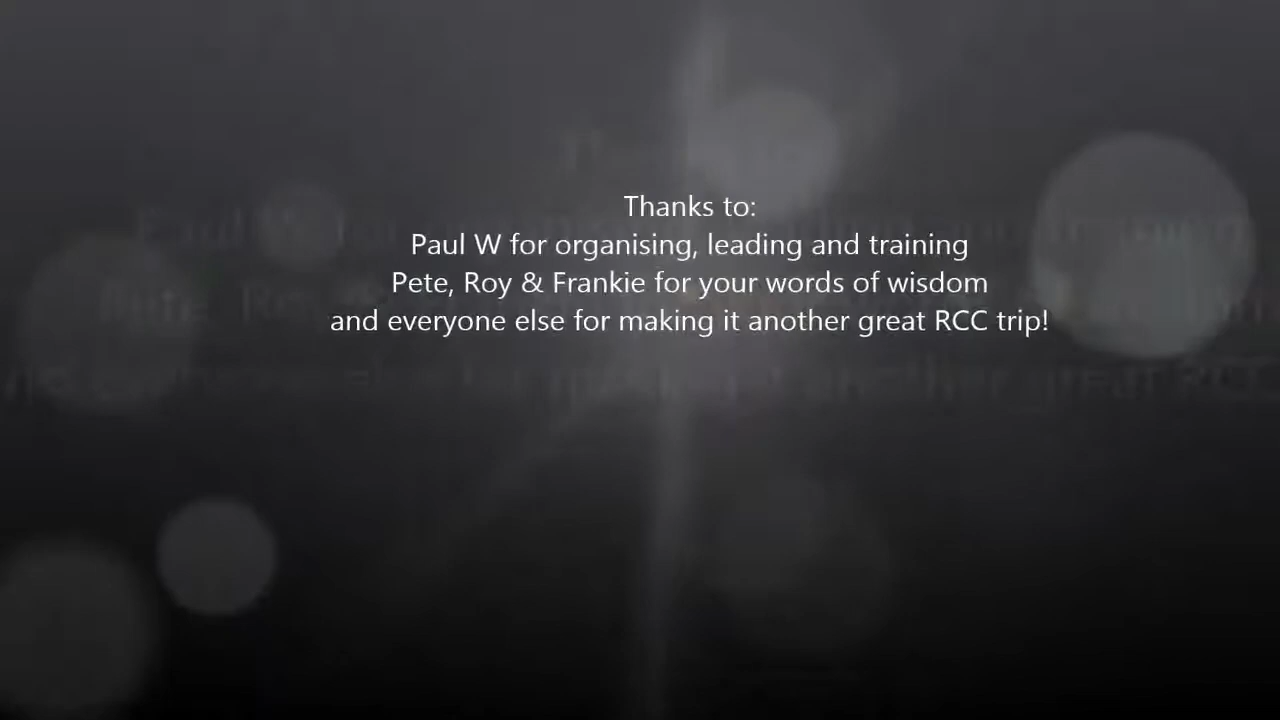 Thanks to:
Paul W for organising, leading and training
Pete, Roy & Frankie for your words of wisdom
and everyone else for making it another great RCC trip!